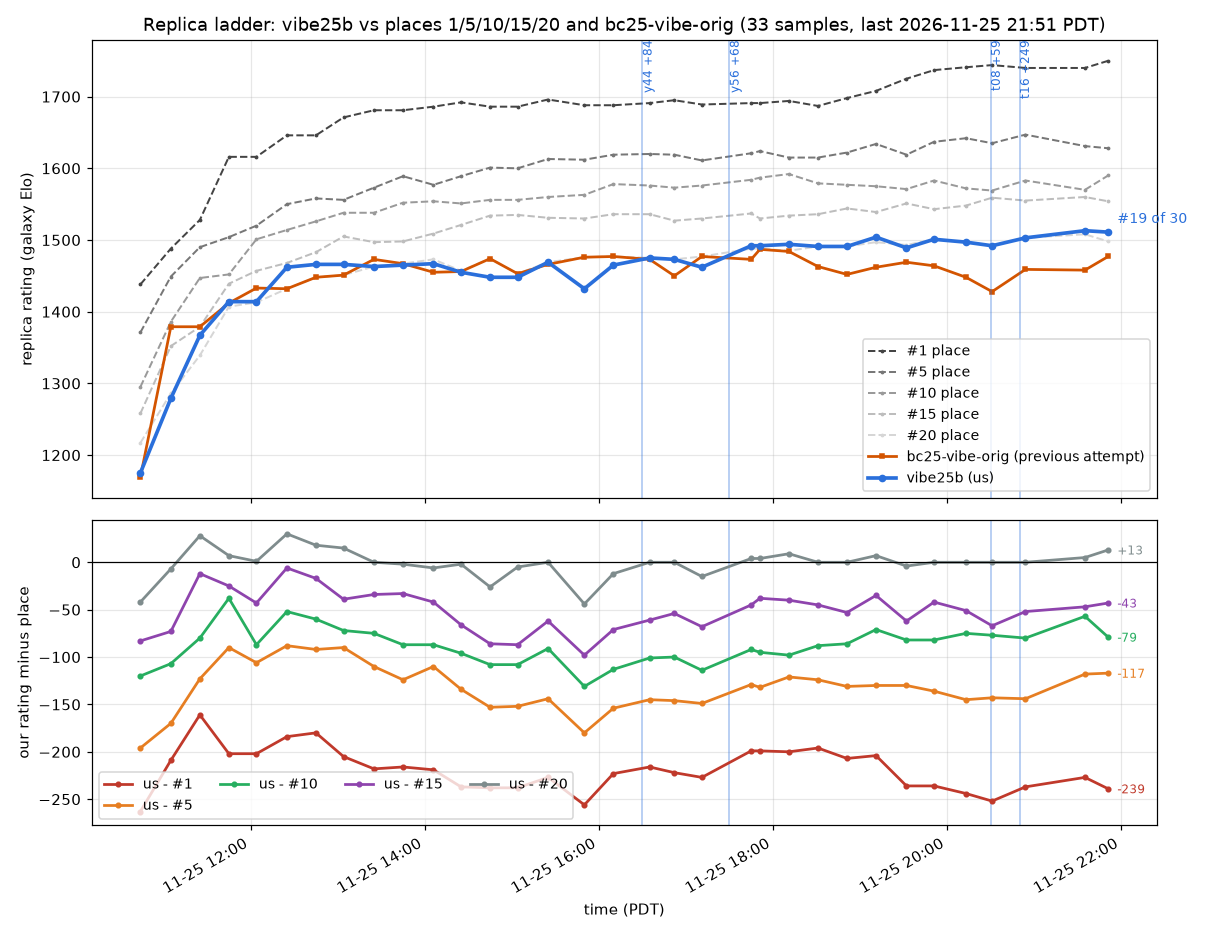 Replica ladder: vibe25b vs places 1/5/10/15/20 and bc25-vibe-orig (33 samples, last 2026-11-25 21:51 PDT)
y44 +84
y56 +68
t08 +59
t16 +249
1700
1600
1500
1400
1300
1200
replica rating (galaxy Elo)
#19 of 30
#1 place
#5 place
#10 place
#15 place
#20 place
bc25-vibe-orig (previous attempt)
vibe25b (us)
0
−50
−100
−150
−200
−250
our rating minus place
+13
-43
-79
-117
-239
us - #1
us - #5
us - #10
us - #15
us - #20
11-25 12:00
11-25 14:00
11-25 16:00
11-25 18:00
11-25 20:00
11-25 22:00
time (PDT)